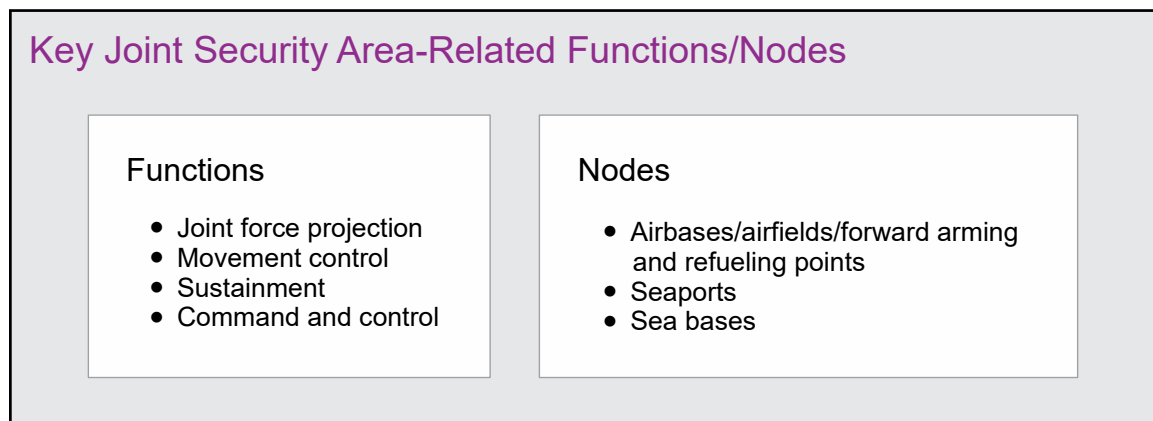 Key Joint Security Area-Related Functions/Nodes
Functions
• Joint force projection
• Movement control
• Sustainment
• Command and control
Nodes
• Airbases/airfields/forward arming
and refueling points
• Seaports
• Sea bases